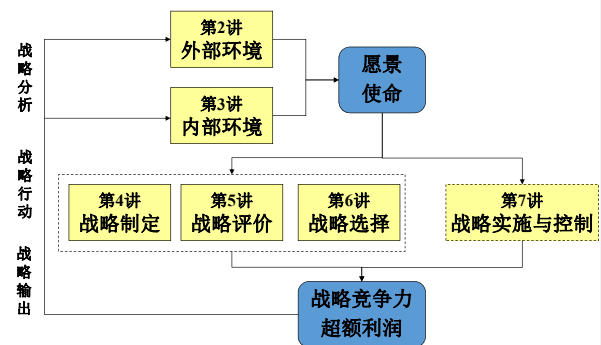 战略分析
第2讲
外部环境
第3讲
内部环境
愿景
使命
战略行动
第4讲
战略制定
第5讲
战略评价
第6讲
战略选择
第7讲
战略实施与控制
战略输出
战略竞争力
超额利润